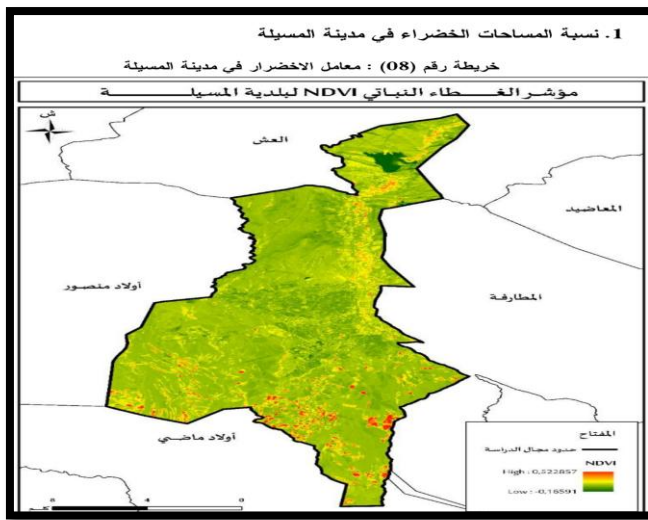 1. نسبة المساحات الخضراء في مدينة المسيلة
خريطة رقم (08) : معامل الاخضرار في مدينة المسيلة
مؤشر الغطاء النباتي NDVI لبلدية المسيلة
ش
العش
المعاضيد
أولاد منصور
المطارفة
أولاد ماضي
المفتاح
حدود مجال الدراسة
NDVI
High : 0,522857
Low : -0,16591
8 4 0
كم